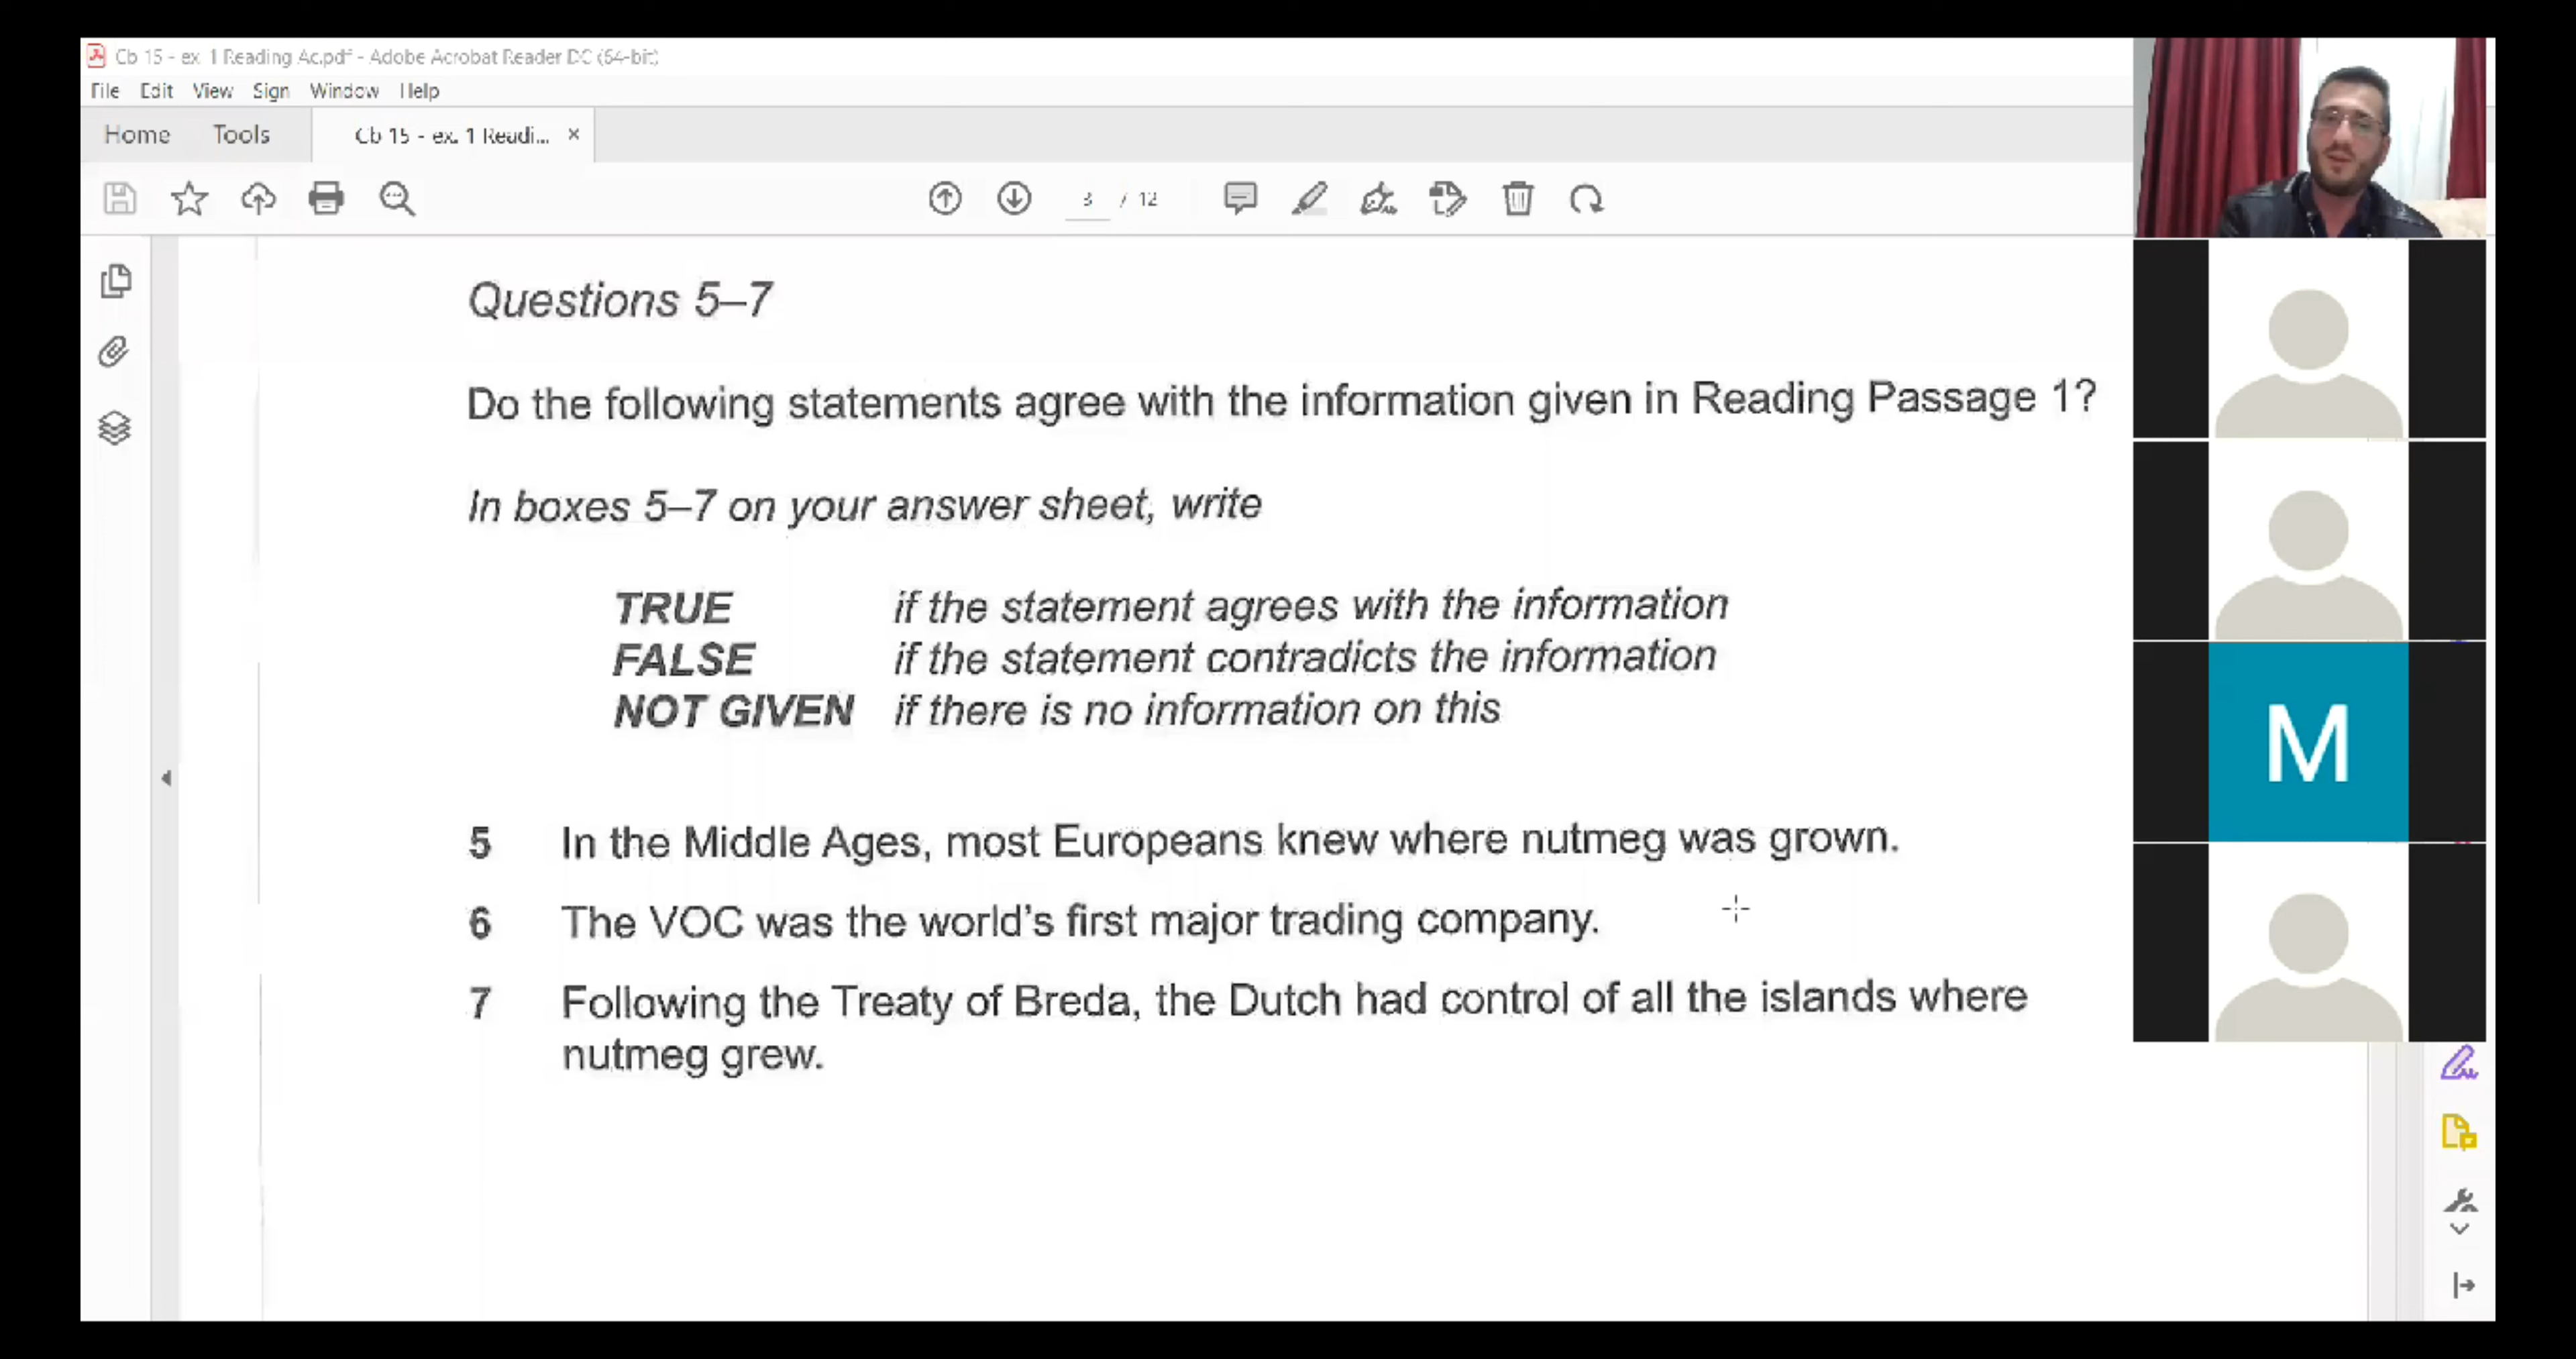 Cb 15 - ex. 1 Reading Ac.pdf - Adobe Acrobat Reader DC (64-bit)
File Edit View Sign Window Help
Home Tools Cb 15 - ex. 1 Readi... ×
3 / 12
Questions 5–7
Do the following statements agree with the information given in Reading Passage 1?
In boxes 5–7 on your answer sheet, write
TRUE if the statement agrees with the information
FALSE if the statement contradicts the information
NOT GIVEN if there is no information on this
5 In the Middle Ages, most Europeans knew where nutmeg was grown.
6 The VOC was the world's first major trading company.
7 Following the Treaty of Breda, the Dutch had control of all the islands where
nutmeg grew.
M